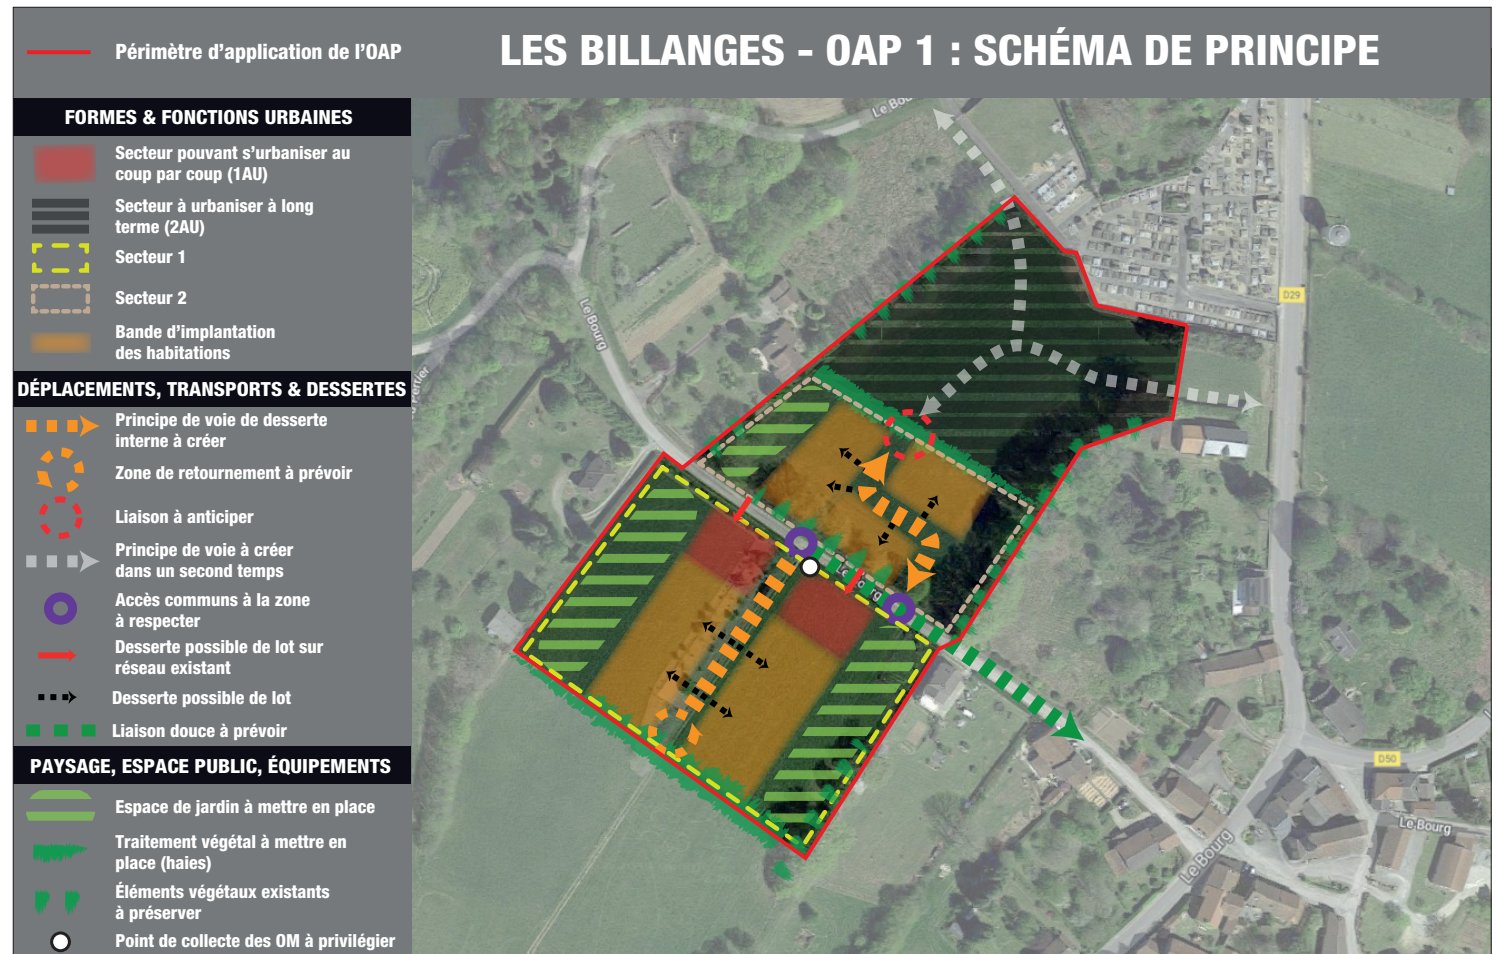 Périmètre d'application de l'OAP
LES BILLANGES - OAP 1 : SCHÉMA DE PRINCIPE
FORMES & FONCTIONS URBAINES
Secteur pouvant s'urbaniser au
coup par coup (1AU)
Secteur à urbaniser à long
terme (2AU)
Secteur 1
Secteur 2
Bande d'implantation
des habitations
DÉPLACEMENTS, TRANSPORTS & DESSERTES
Principe de voie de desserte
interne à créer
Zone de retournement à prévoir
Liaison à anticiper
Principe de voie à créer
dans un second temps
Accès communs à la zone
à respecter
Desserte possible de lot sur
réseau existant
Desserte possible de lot
Liaison douce à prévoir
PAYSAGE, ESPACE PUBLIC, ÉQUIPEMENTS
Espace de jardin à mettre en place
Traitement végétal à mettre en
place (haies)
Éléments végétaux existants
à préserver
Point de collecte des OM à privilégier
Le Bou
Le Bourg
D29
D50
Le Bourg
Le Bourg